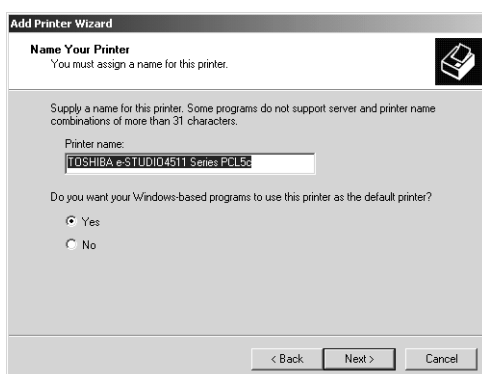 Add Printer Wizard
Name Your Printer
You must assign a name for this printer.
Supply a name for this printer. Some programs do not support server and printer name
combinations of more than 31 characters.
Printer name:
TOSHIBA e-STUDIO4511 Series PCL5c
Do you want your Windows-based programs to use this printer as the default printer?
Yes
No
< Back
Next >
Cancel